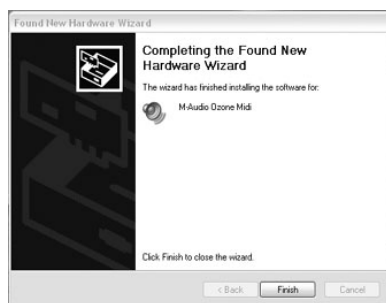 Found New Hardware Wizard
Completing the Found New
Hardware Wizard
The wizard has finished installing the software for:
M-Audio Ozone Midi
Click Finish to close the wizard.
< Back
Finish
Cancel